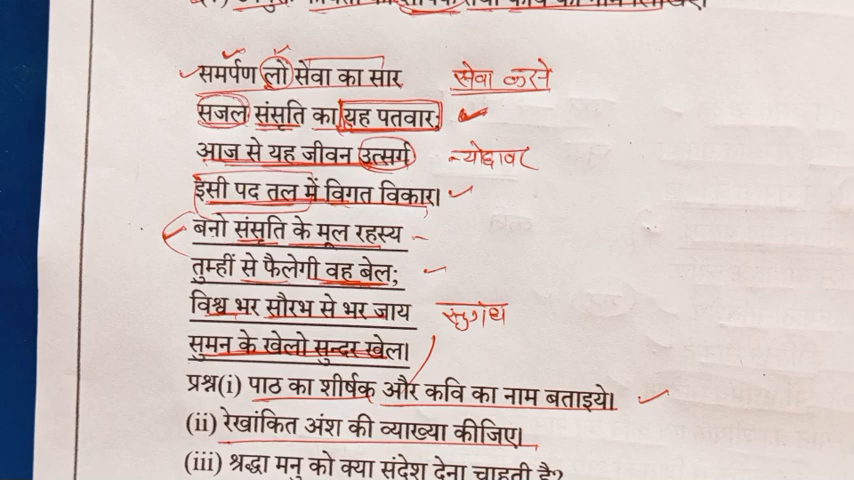 समर्पण लो सेवा का सार सेवा करने
सजल संसृति का यह पतवार;
आज से यह जीवन उत्सर्ग न्योछावर
इसी पद तल में विगत विकार।
बनो संसृति के मूल रहस्य
तुम्हीं से फैलेगी वह बेल;
विश्व भर सौरभ से भर जाय सुगंध
सुमन के खेलो सुन्दर खेल।
प्रश्न(i) पाठ का शीर्षक और कवि का नाम बताइये।
(ii) रेखांकित अंश की व्याख्या कीजिए।
(iii) श्रद्धा मनु को क्या संदेश देना चाहती है?